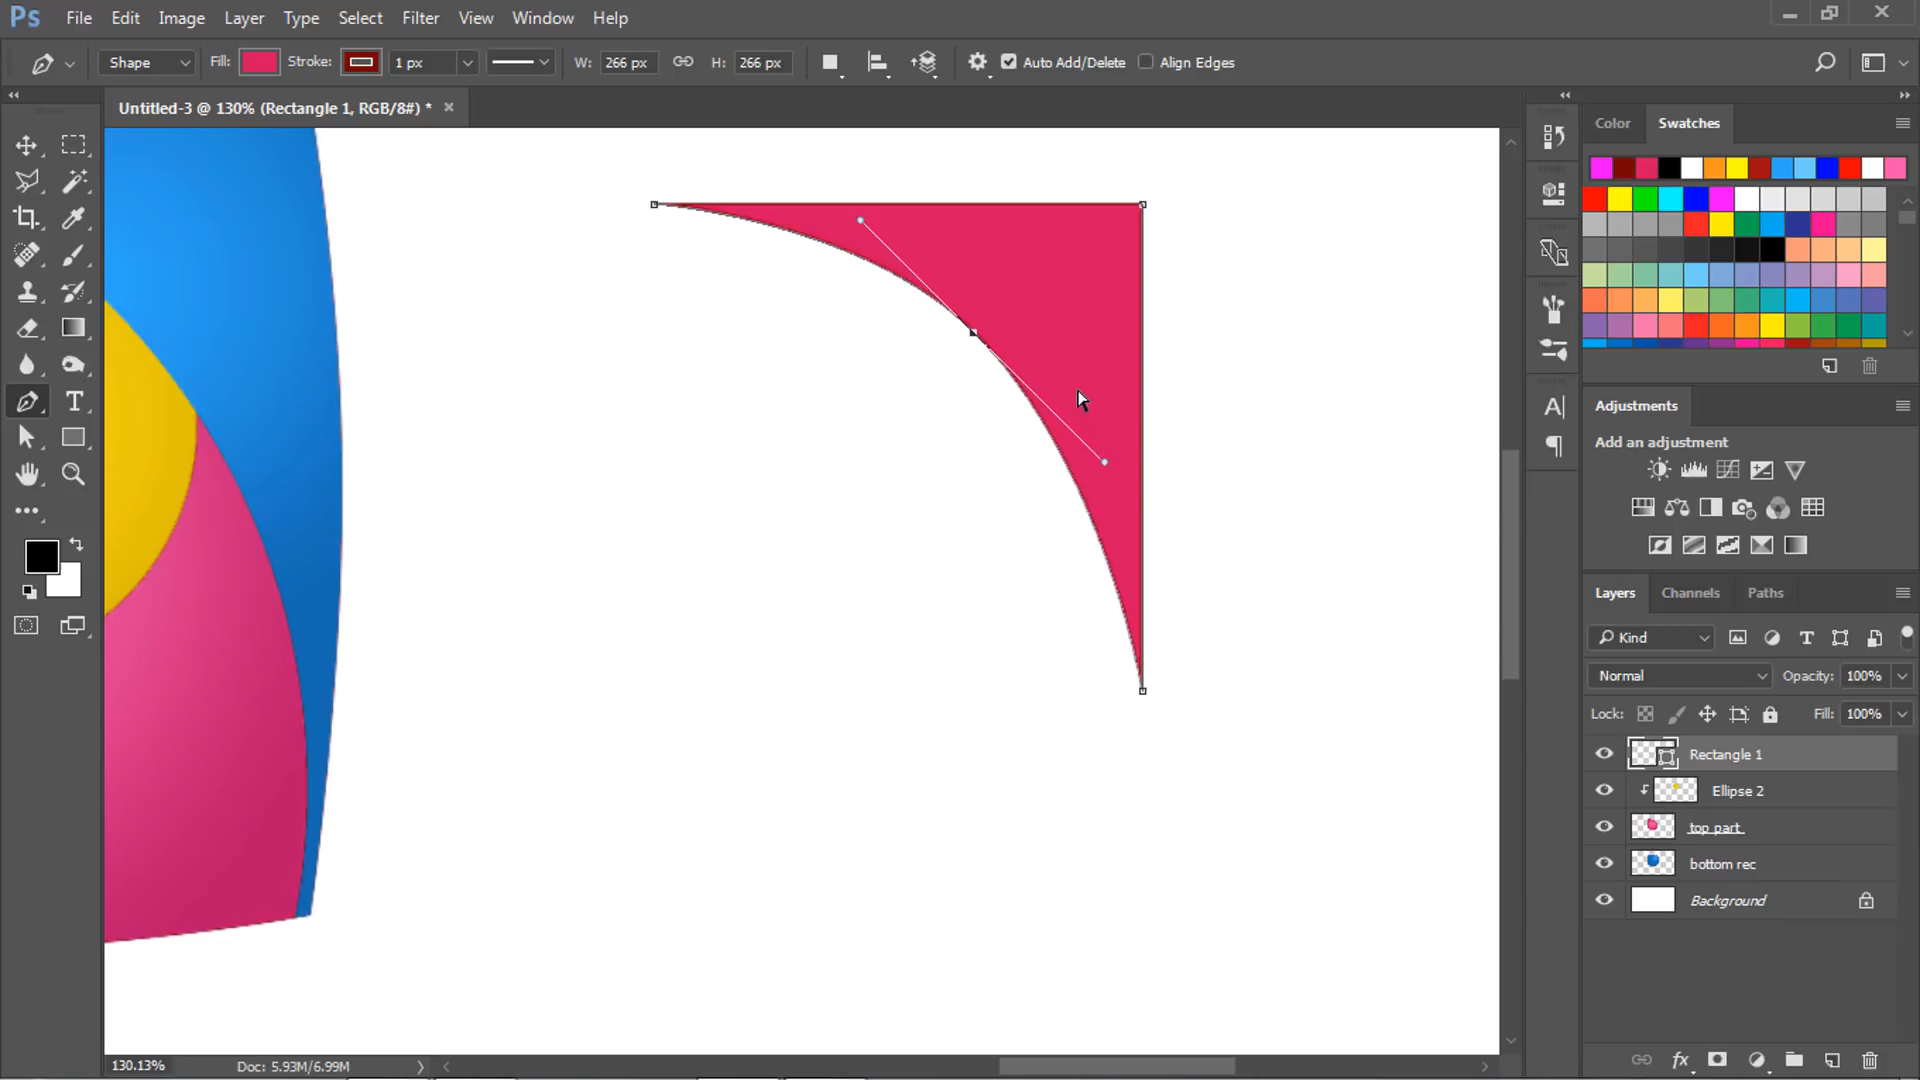 Ps File Edit Image Layer Type Select Filter View Window Help
Shape Fill: Stroke: 1 px W: 266 px H: 266 px Auto Add/Delete Align Edges
Untitled-3 @ 130% (Rectangle 1, RGB/8#) *
Color Swatches
Adjustments
Add an adjustment
Layers Channels Paths
Kind
Normal Opacity: 100%
Lock: Fill: 100%
Rectangle 1
Ellipse 2
top part
bottom rec
Background
130.13% Doc: 5.93M/6.99M